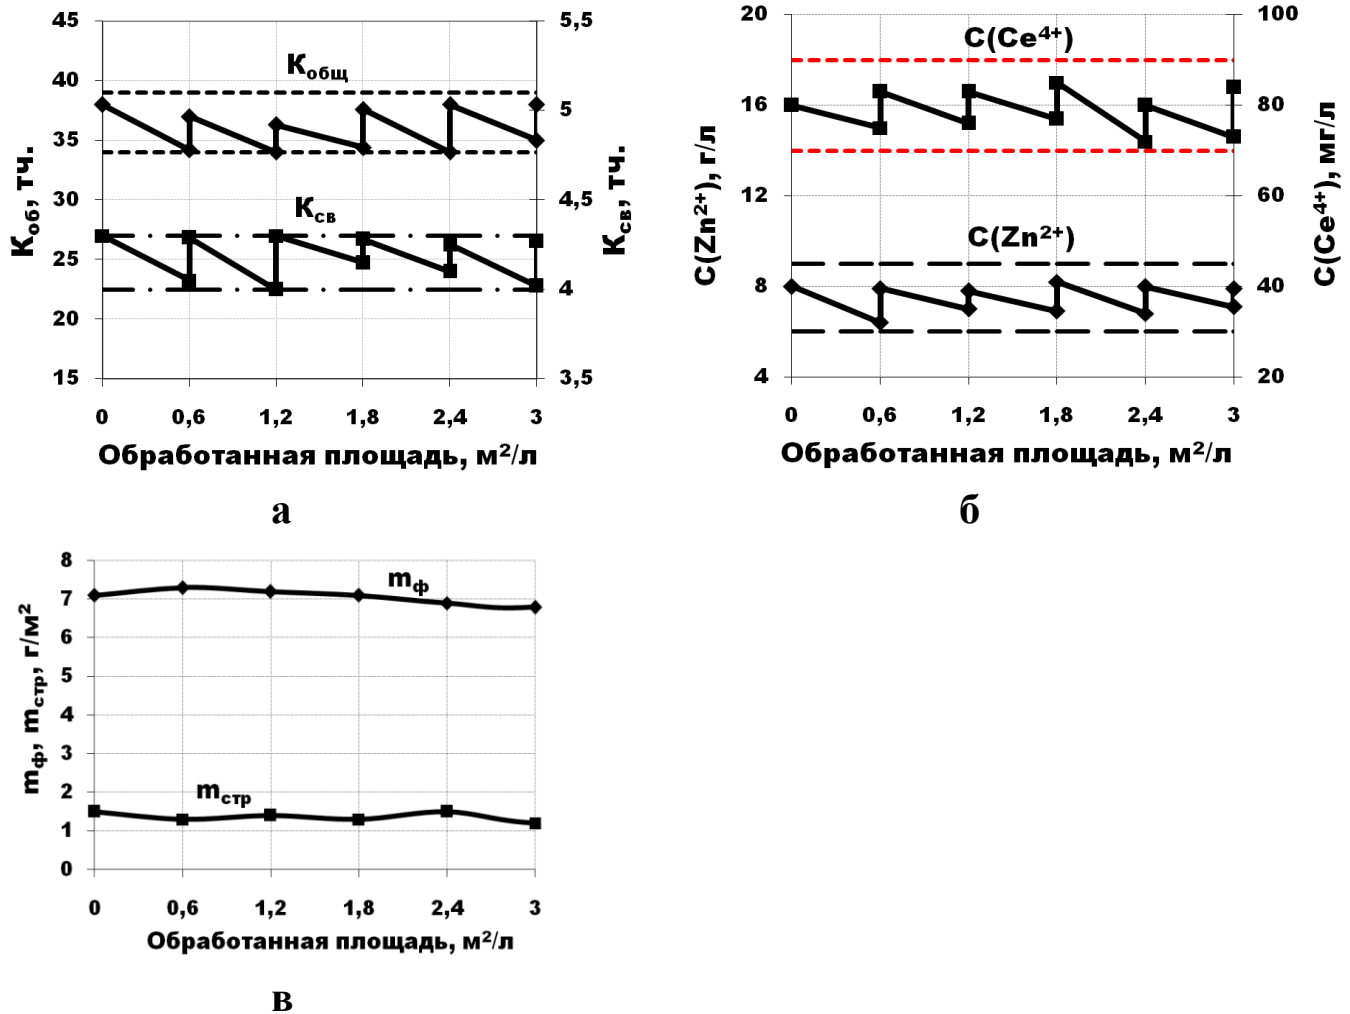 45
40
35
30
25
20
15
Коб, тч.
Кобщ
Ксв
5,5
5
4,5
4
3,5
Ксв, тч.
0 0,6 1,2 1,8 2,4 3
Обработанная площадь, м²/л
а
20
16
12
8
4
C(Zn²⁺), г/л
C(Ce⁴⁺)
C(Zn²⁺)
100
80
60
40
20
C(Ce⁴⁺), мг/л
0 0,6 1,2 1,8 2,4 3
Обработанная площадь, м²/л
б
8
7
6
5
4
3
2
1
0
mф, mстр, г/м²
mф
mстр
0 0,6 1,2 1,8 2,4 3
Обработанная площадь, м²/л
в